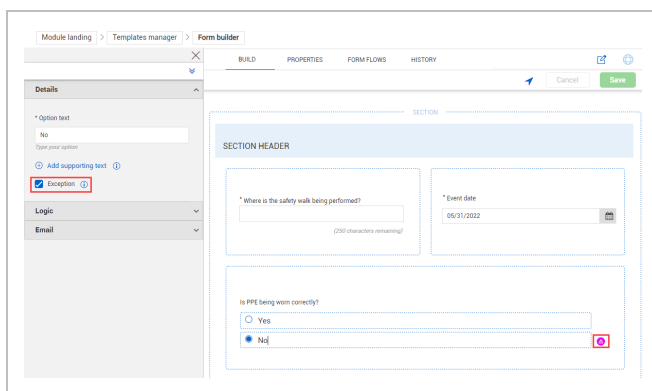 Module landing > Templates manager > Form builder
BUILD PROPERTIES FORM FLOWS HISTORY
Cancel Save
Details
* Option text
No
Type your option
Add supporting text
Exception
Logic
Email
SECTION
SECTION HEADER
* Where is the safety walk being performed?
(250 characters remaining)
* Event date
05/31/2022
Is PPE being worn correctly?
Yes
No